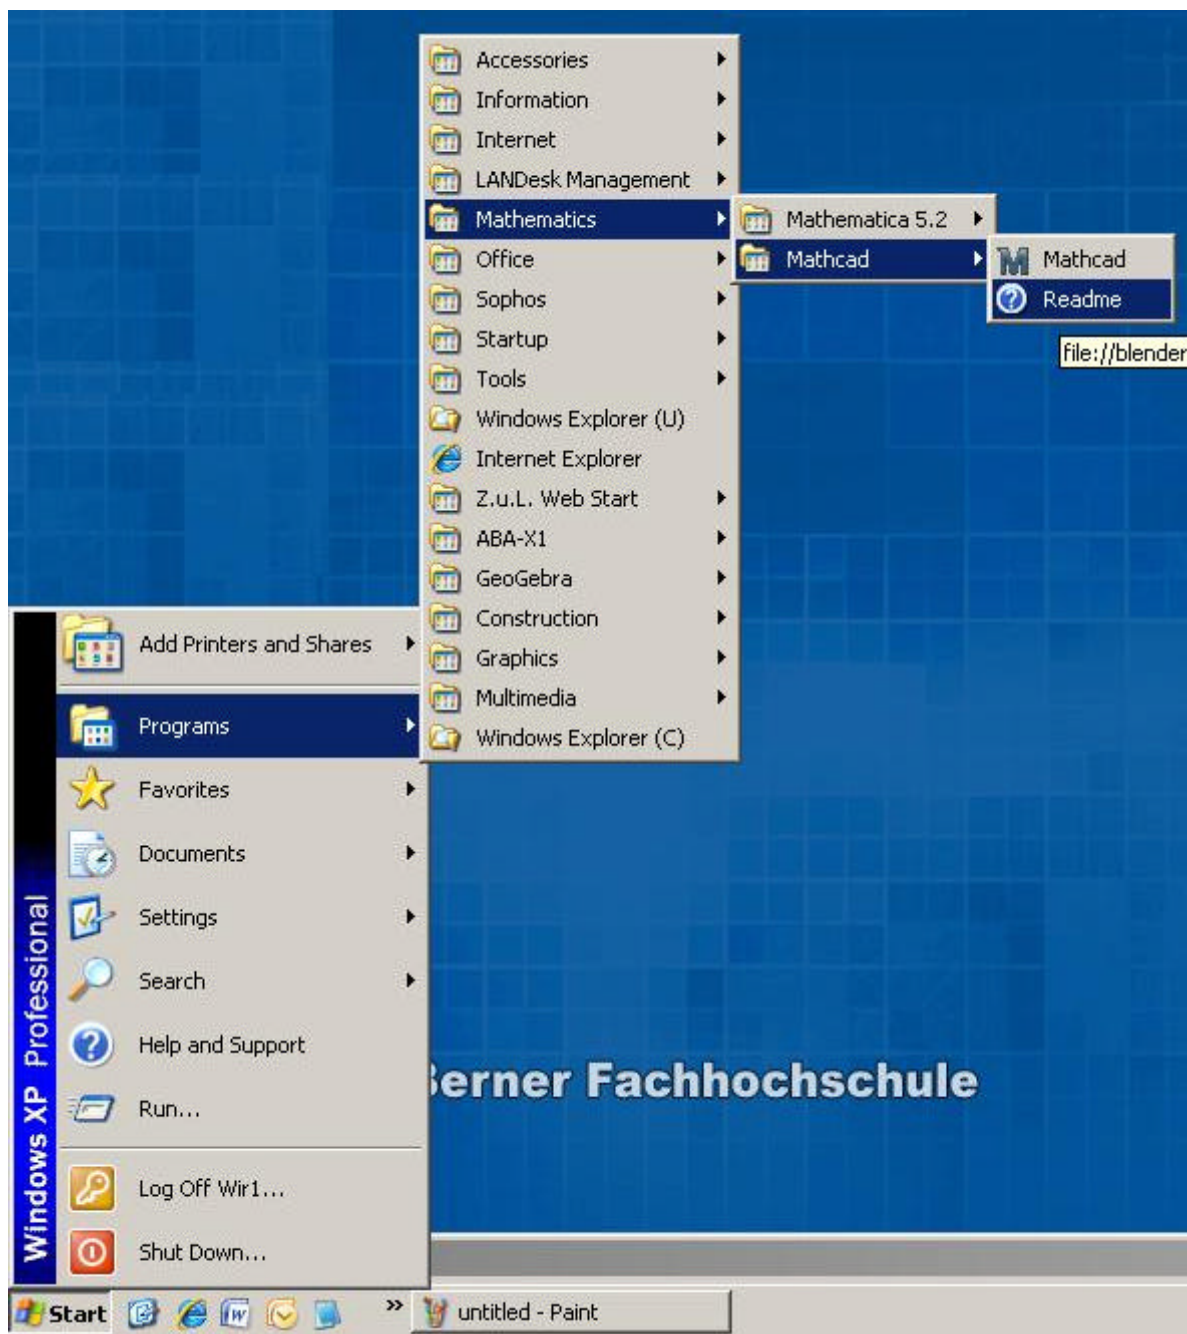 Accessories
Information
Internet
LANDesk Management
Mathematics
Mathematica 5.2
Office
Mathcad
Mathcad
Sophos
Readme
Startup
file://blender
Tools
Windows Explorer (U)
Internet Explorer
Z.u.L. Web Start
ABA-X1
GeoGebra
Construction
Graphics
Multimedia
Windows Explorer (C)
Add Printers and Shares
Programs
Favorites
Documents
Settings
Search
Help and Support
Run...
Log Off Wir1...
Shut Down...
Windows XP Professional
Berner Fachhochschule
Start
»
untitled - Paint